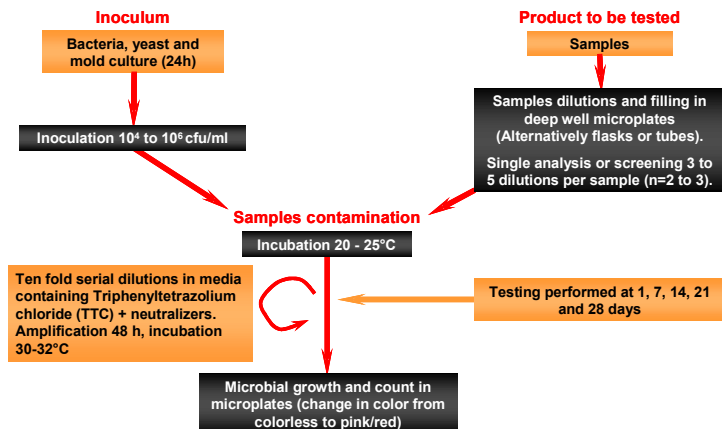 Inoculum
Bacteria, yeast and
mold culture (24h)
Inoculation 10⁴ to 10⁶ cfu/ml
Product to be tested
Samples
Samples dilutions and filling in
deep well microplates
(Alternatively flasks or tubes).
Single analysis or screening 3 to
5 dilutions per sample (n=2 to 3).
Samples contamination
Incubation 20 - 25°C
Ten fold serial dilutions in media
containing Triphenyltetrazolium
chloride (TTC) + neutralizers.
Amplification 48 h, incubation
30-32°C
Testing performed at 1, 7, 14, 21
and 28 days
Microbial growth and count in
microplates (change in color from
colorless to pink/red)